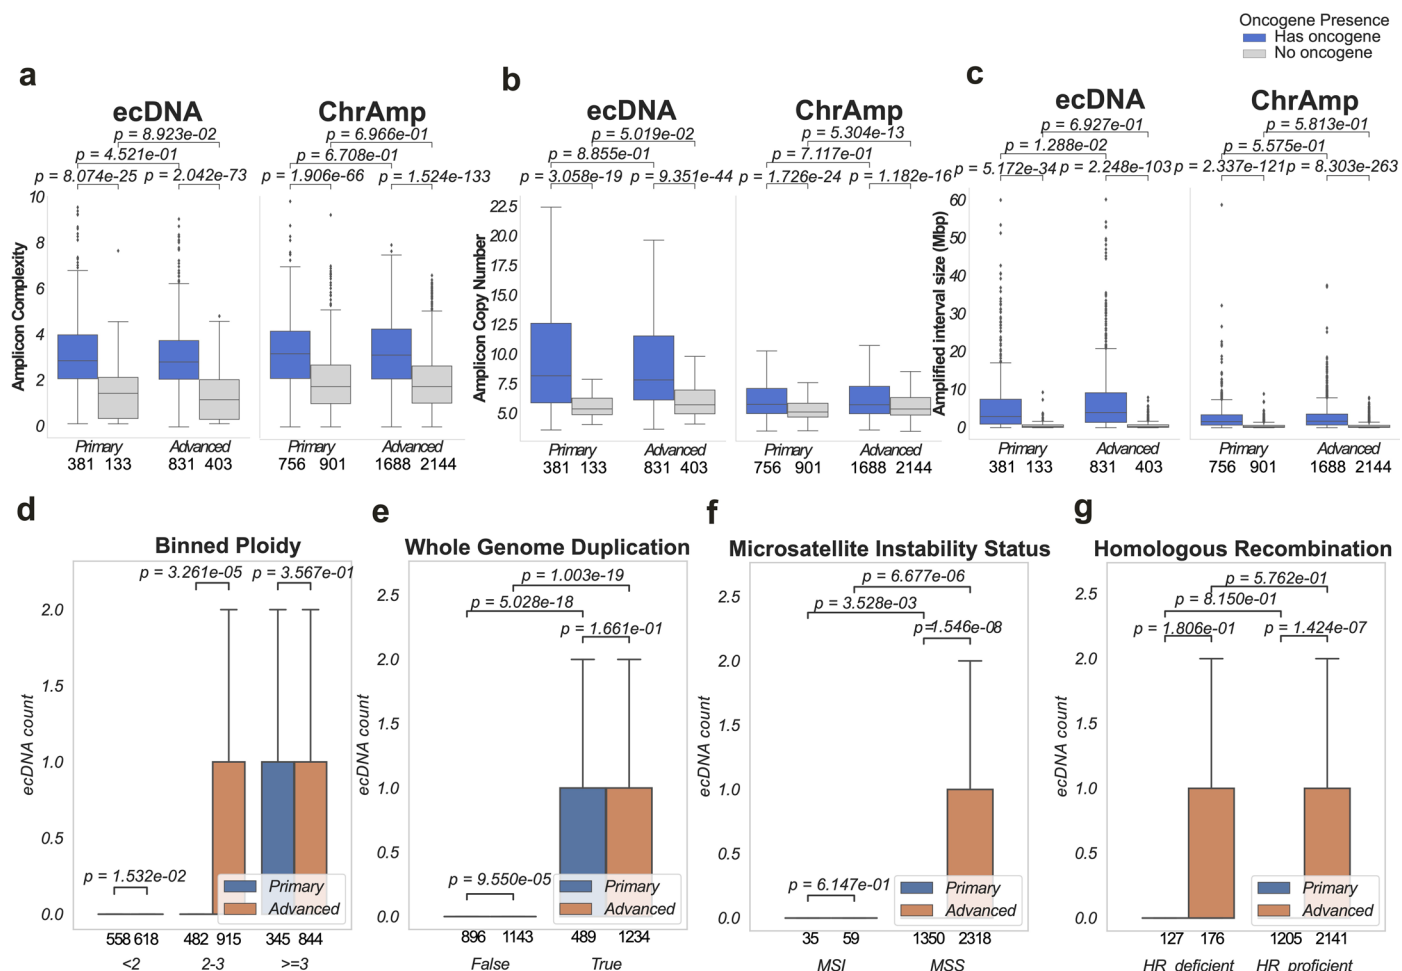 Oncogene Presence
Has oncogene
No oncogene
a
ecDNA
ChrAmp
p = 8.923e-02
p = 6.966e-01
p = 4.521e-01
p = 6.708e-01
p = 8.074e-25
p = 2.042e-73
p = 1.906e-66
p = 1.524e-133
Amplicon Complexity
10
8
6
4
2
0
Primary
Advanced
Primary
Advanced
381 133
831 403
756 901
1688 2144
b
ecDNA
ChrAmp
p = 5.019e-02
p = 5.304e-13
p = 8.855e-01
p = 7.117e-01
p = 3.058e-19
p = 9.351e-44
p = 1.726e-24
p = 1.182e-16
Amplicon Copy Number
22.5
20.0
17.5
15.0
12.5
10.0
7.5
5.0
Primary
Advanced
Primary
Advanced
381 133
831 403
756 901
1688 2144
c
ecDNA
ChrAmp
p = 6.927e-01
p = 5.813e-01
p = 1.288e-02
p = 5.575e-01
p = 5.172e-34
p = 2.248e-103
p = 2.337e-121
p = 8.303e-263
Amplified interval size (Mbp)
60
50
40
30
20
10
0
Primary
Advanced
Primary
Advanced
381 133
831 403
756 901
1688 2144
d
Binned Ploidy
p = 3.261e-05
p = 3.567e-01
p = 1.532e-02
ecDNA count
2.0
1.5
1.0
0.5
0.0
Primary
Advanced
558 618
482 915
345 844
<2
2-3
>=3
e
Whole Genome Duplication
p = 1.003e-19
p = 5.028e-18
p = 1.661e-01
p = 9.550e-05
ecDNA count
2.5
2.0
1.5
1.0
0.5
0.0
Primary
Advanced
896 1143
489 1234
False
True
f
Microsatellite Instability Status
p = 6.677e-06
p = 3.528e-03
p = 1.546e-08
p = 6.147e-01
ecDNA count
2.5
2.0
1.5
1.0
0.5
0.0
Primary
Advanced
35 59
1350 2318
MSI
MSS
g
Homologous Recombination
p = 5.762e-01
p = 8.150e-01
p = 1.806e-01
p = 1.424e-07
ecDNA count
2.5
2.0
1.5
1.0
0.5
0.0
Primary
Advanced
127 176
1205 2141
HR_deficient
HR_proficient